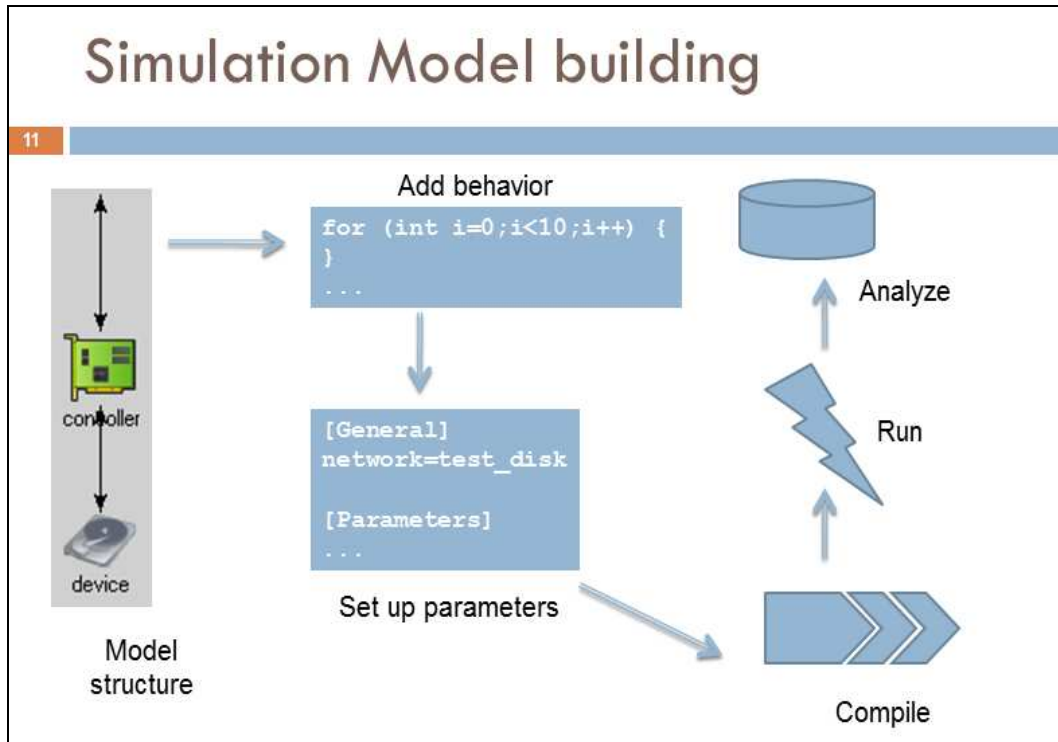 Simulation Model building
11
controller
device
Model
structure
Add behavior
for (int i=0;i<10;i++) {
}
...
[General]
network=test_disk
[Parameters]
...
Set up parameters
Analyze
Run
Compile